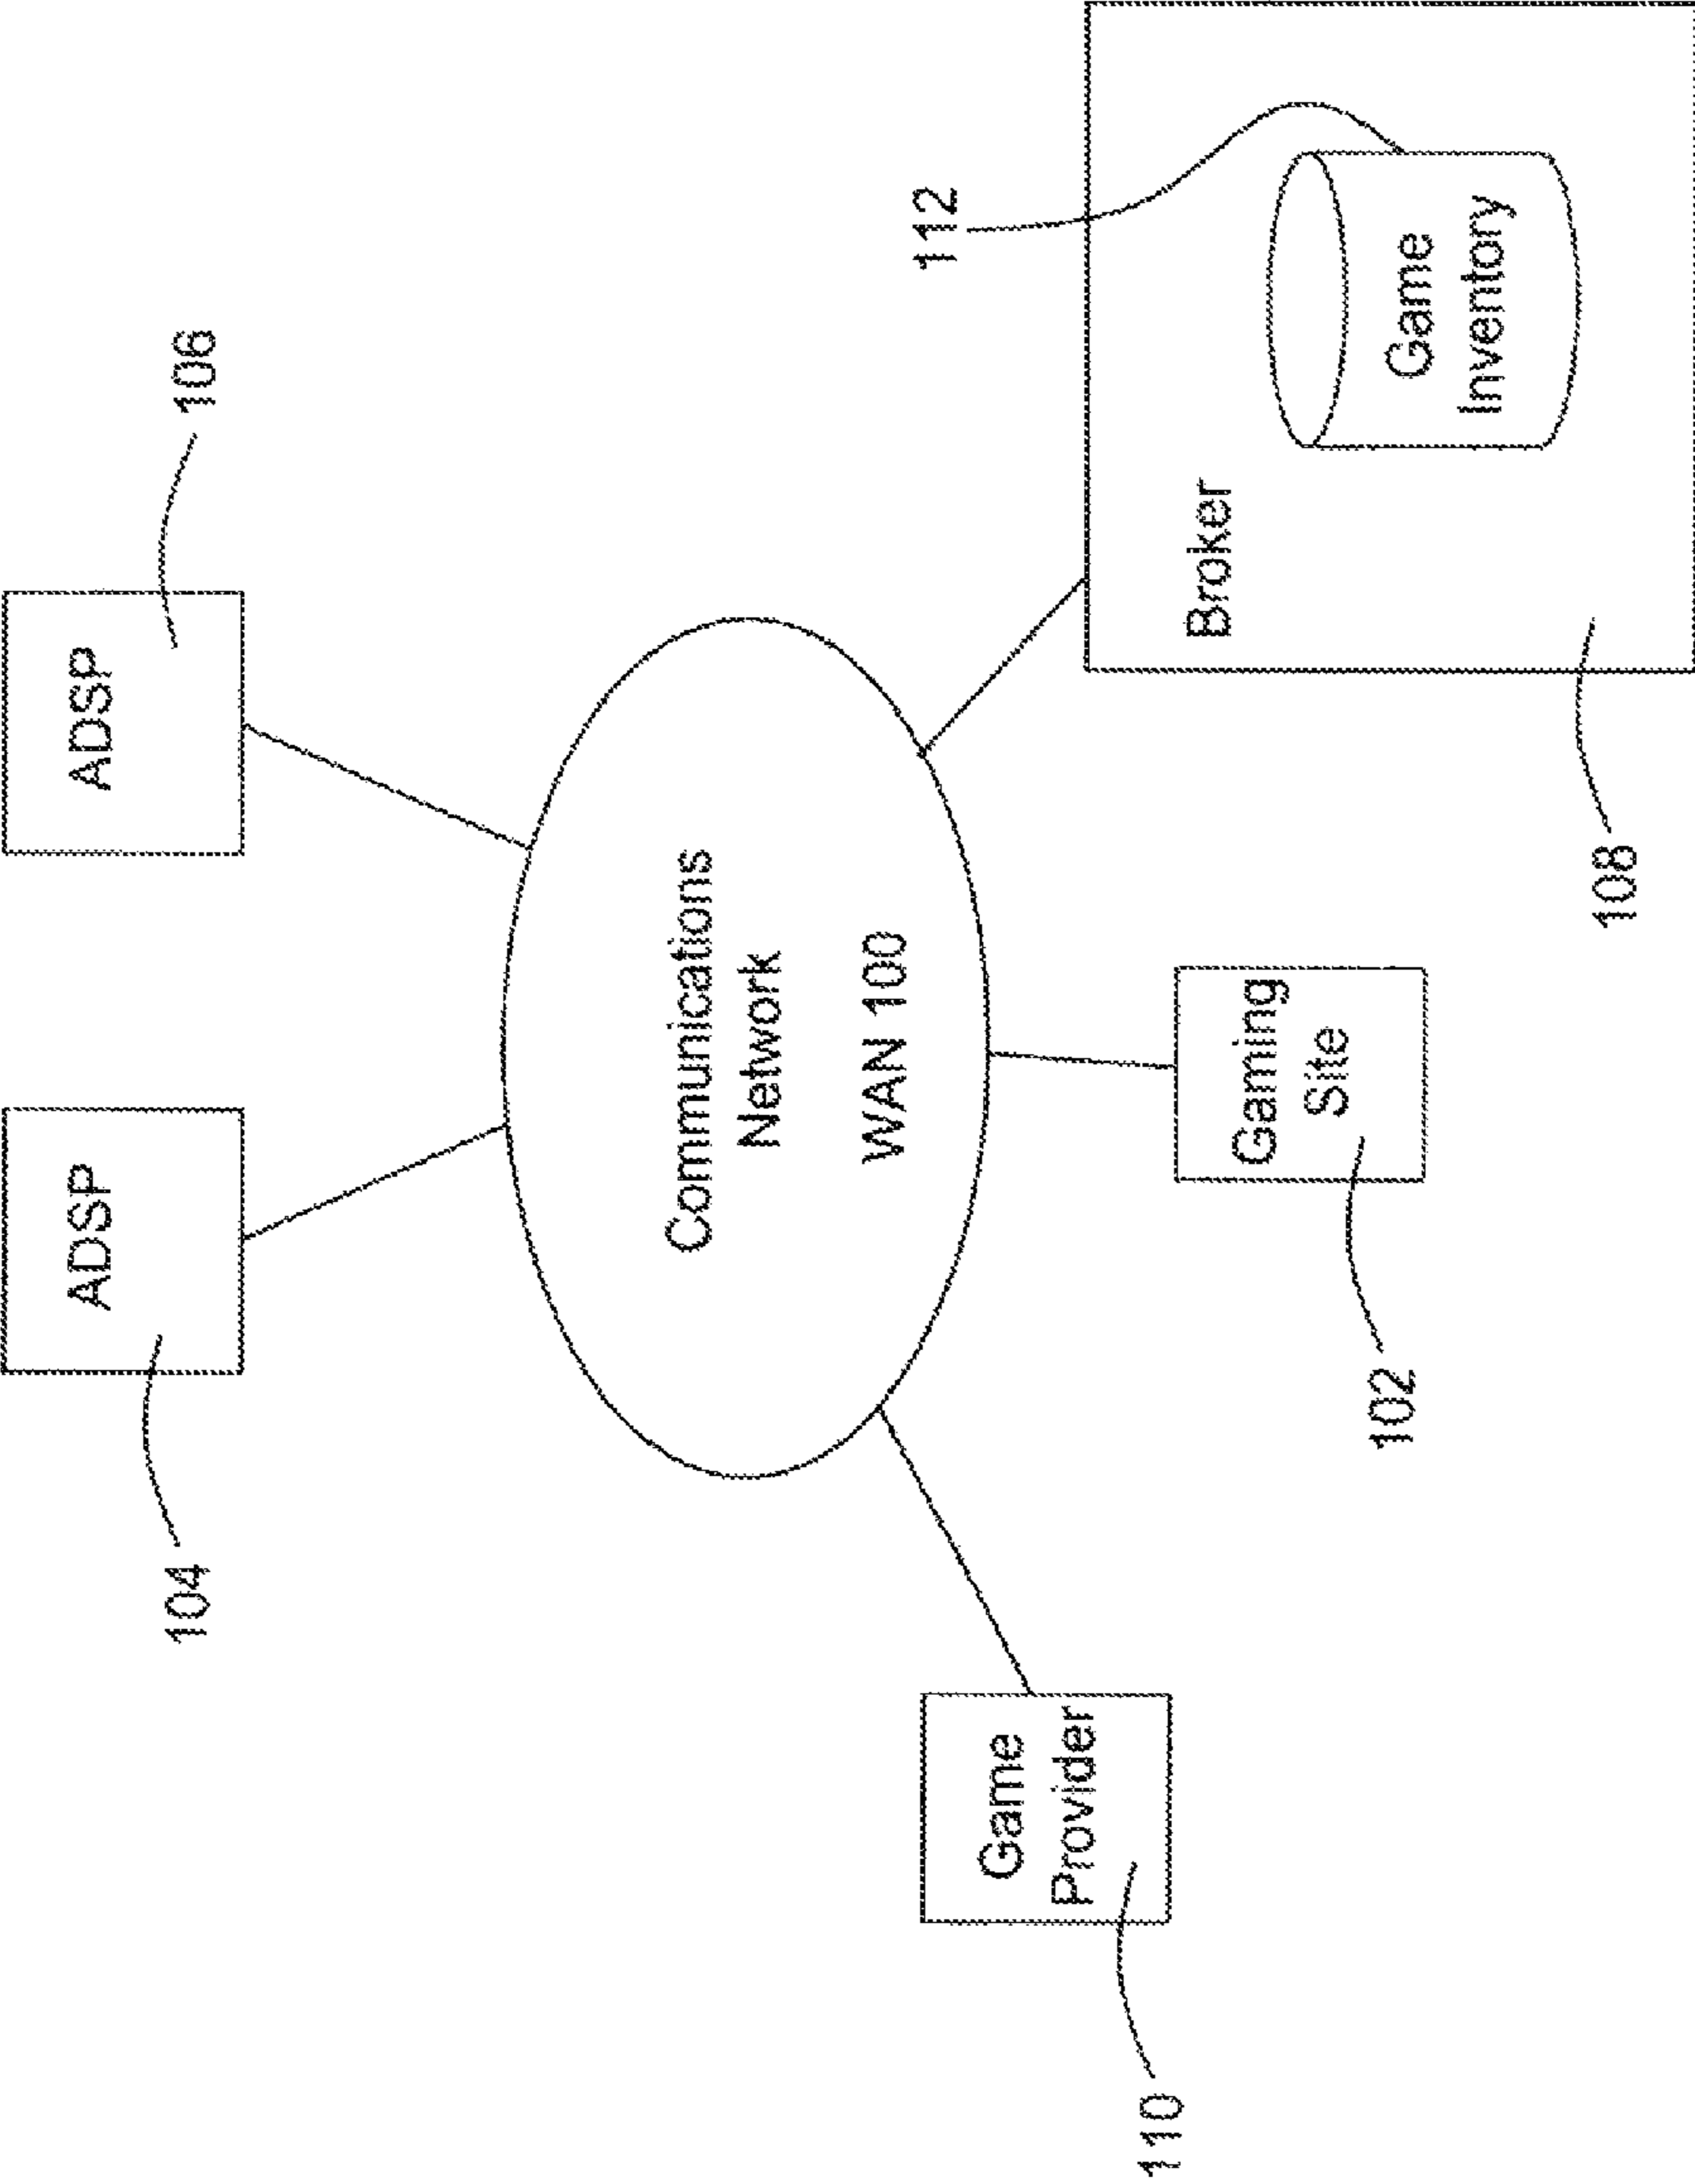 104
ADSP
ADSP
106
Communications
Network
WAN 100
110
Game
Provider
102
Gaming
Site
112
Broker
Game
Inventory
108